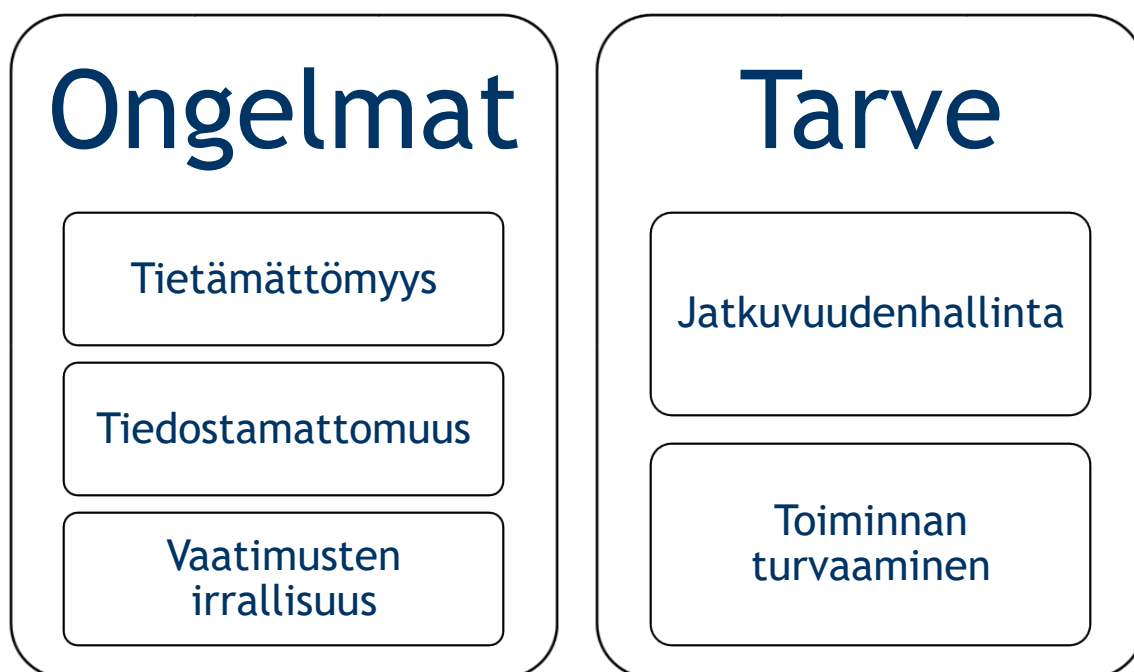 Ongelmat
Tietämättömyys
Tiedostamattomuus
Vaatimusten
irrallisuus
Tarve
Jatkuvuudenhallinta
Toiminnan
turvaaminen